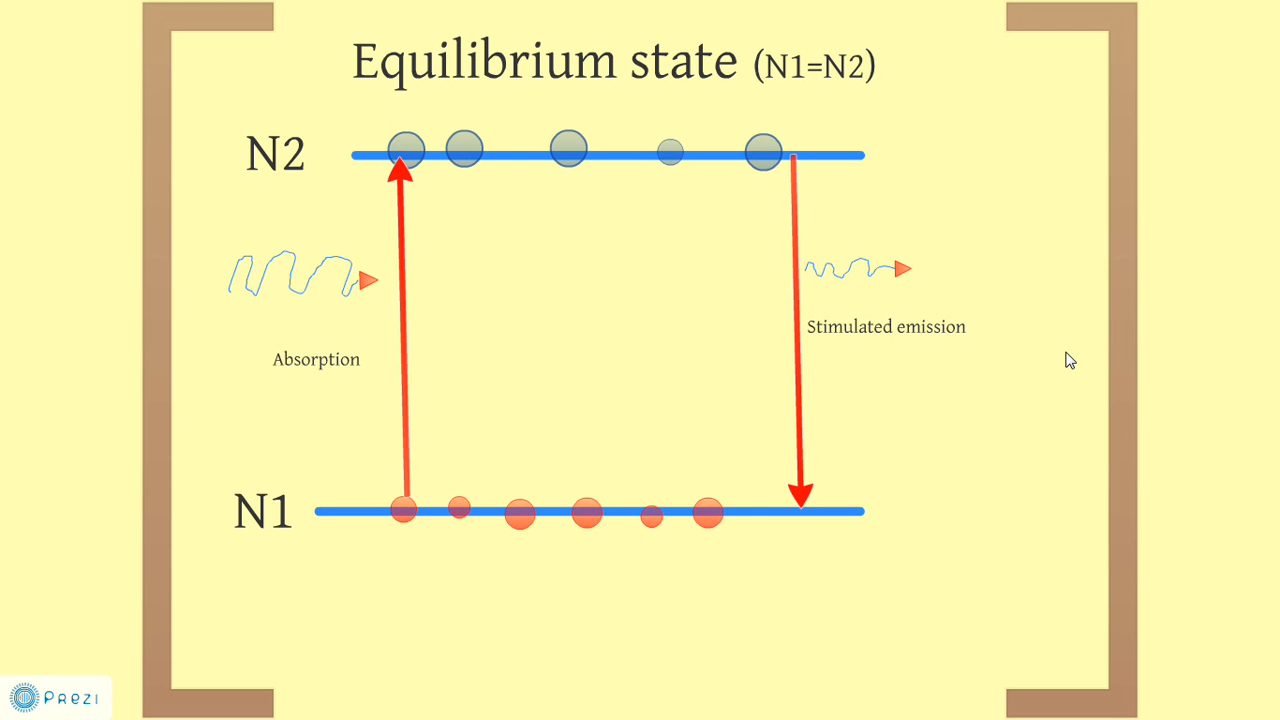 Equilibrium state (N1=N2)
N2
Absorption
Stimulated emission
N1
PREZI